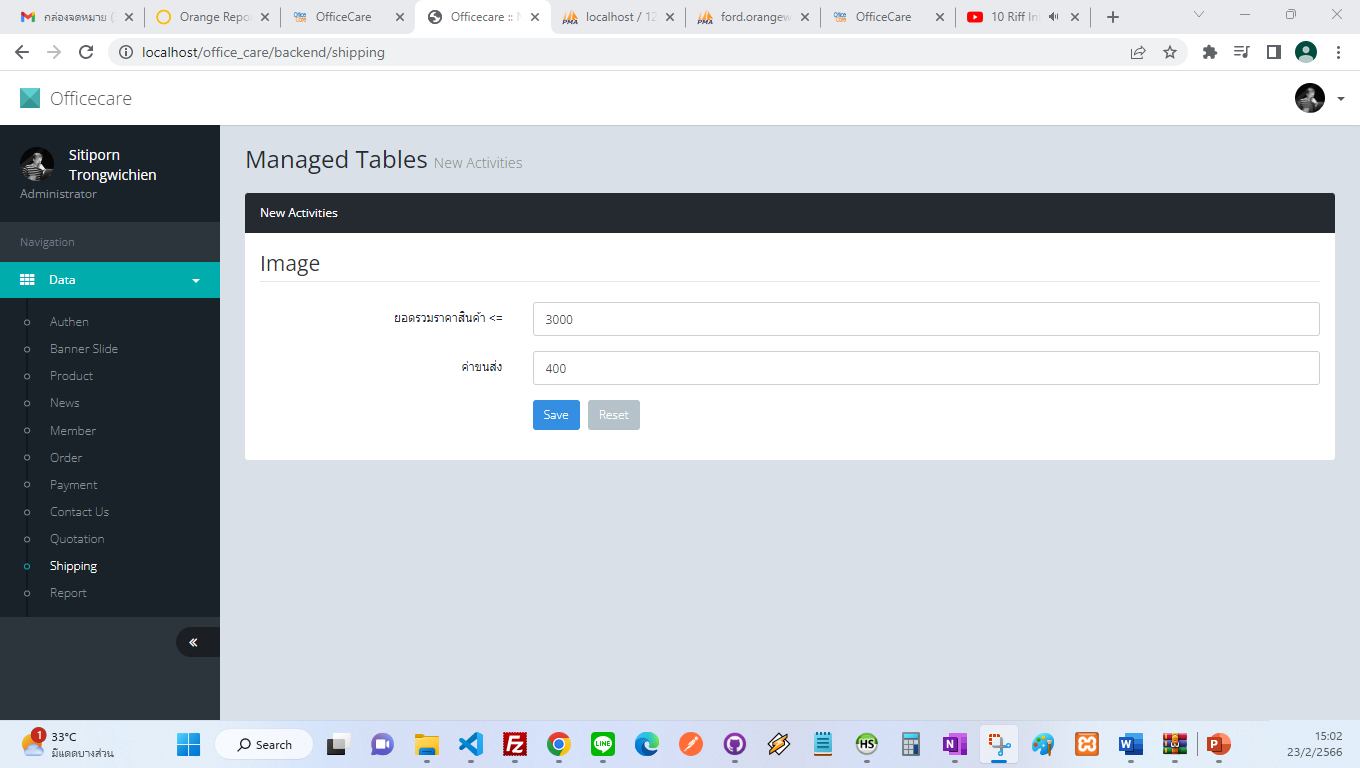 กล่องจดหมาย (
Orange Repo
OfficeCare
Officecare ::
localhost / 12
ford.orangew
OfficeCare
10 Riff In
localhost/office_care/backend/shipping
Officecare
Sitiporn
Trongwichien
Administrator
Navigation
Data
Authen
Banner Slide
Product
News
Member
Order
Payment
Contact Us
Quotation
Shipping
Report
Managed Tables New Activities
New Activities
Image
ยอดรวมราคาสินค้า <= 3000
ค่าขนส่ง 400
Save Reset
1
33°C
มีแดดบางส่วน
Search
15:02
23/2/2566